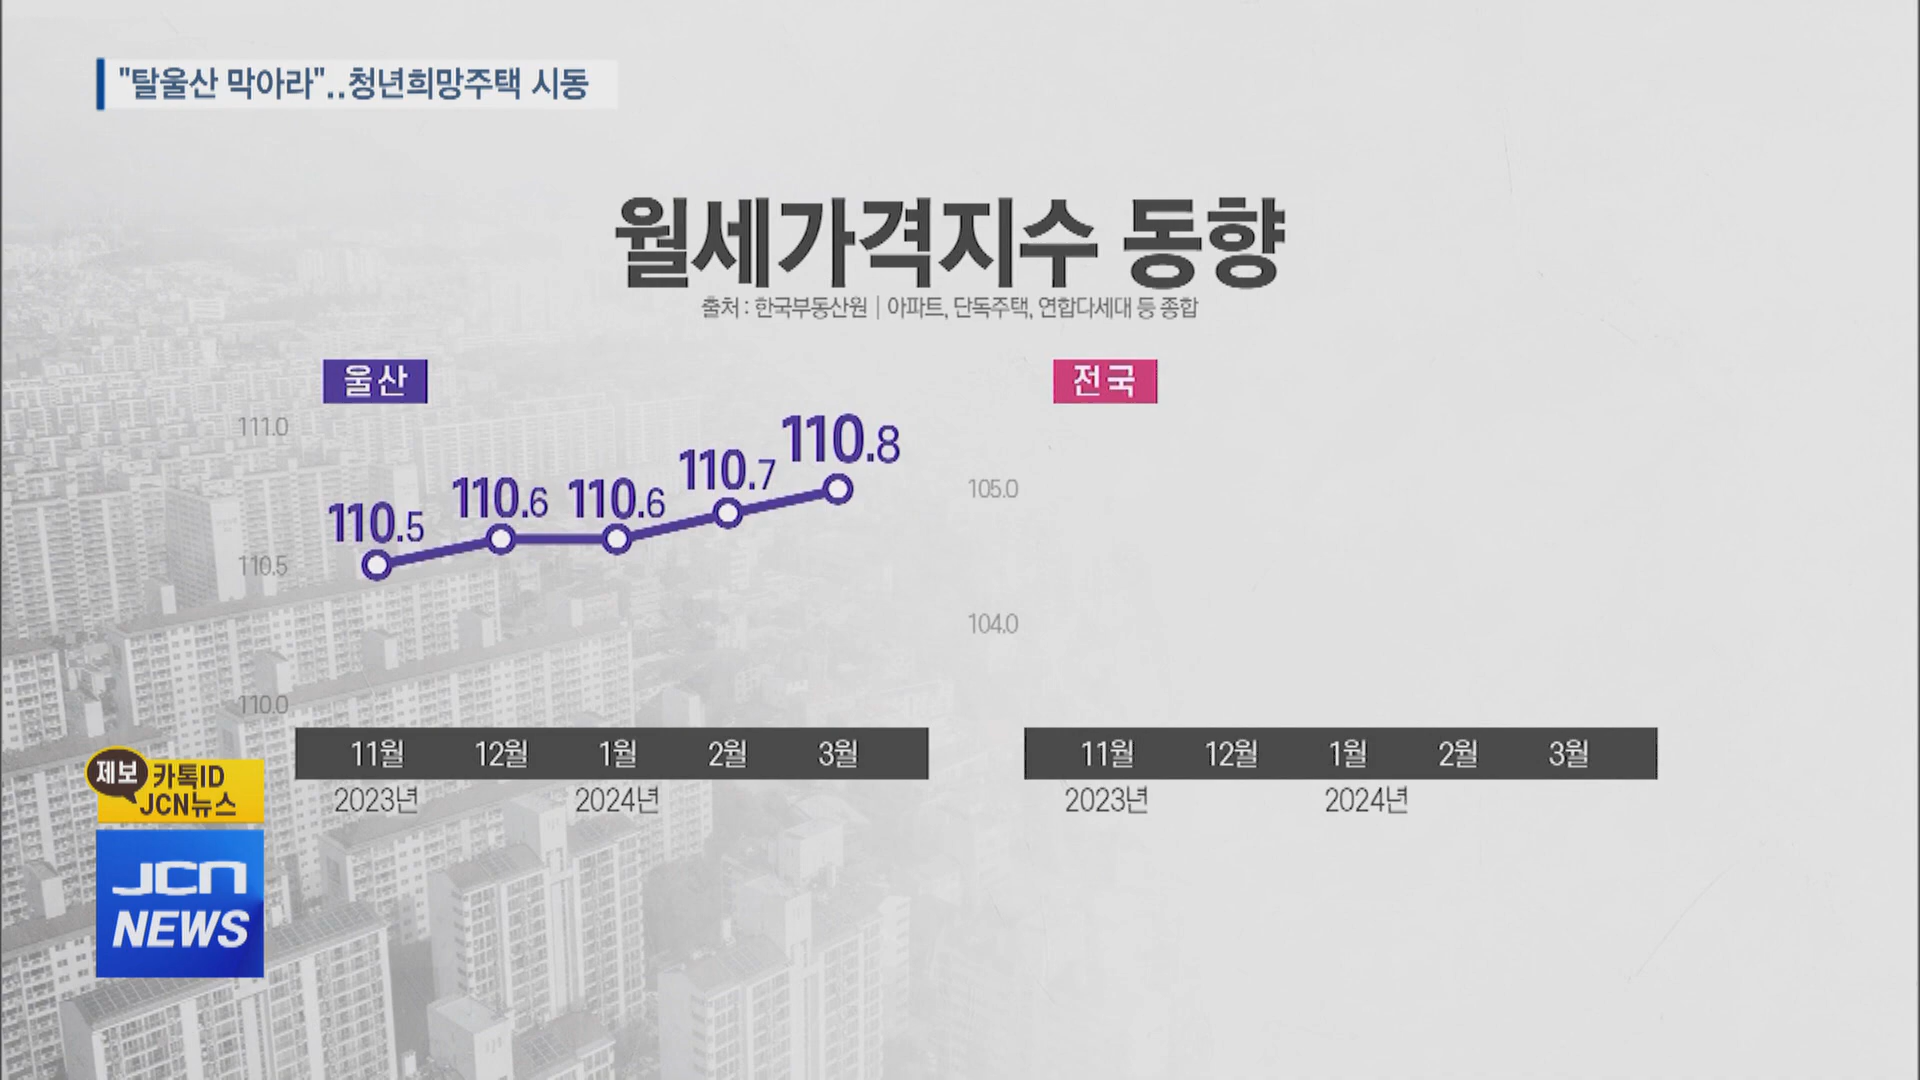 "탈울산 막아라"..청년희망주택 시동
월세가격지수 동향
출처 : 한국부동산원 | 아파트, 단독주택, 연합다세대 등 종합
울산
111.0
110.5
110.0
110.5
110.6
110.6
110.7
110.8
11월 12월 1월 2월 3월
2023년 2024년
전국
105.0
104.0
11월 12월 1월 2월 3월
2023년 2024년
제보 카톡ID
JCN뉴스
JCN
NEWS